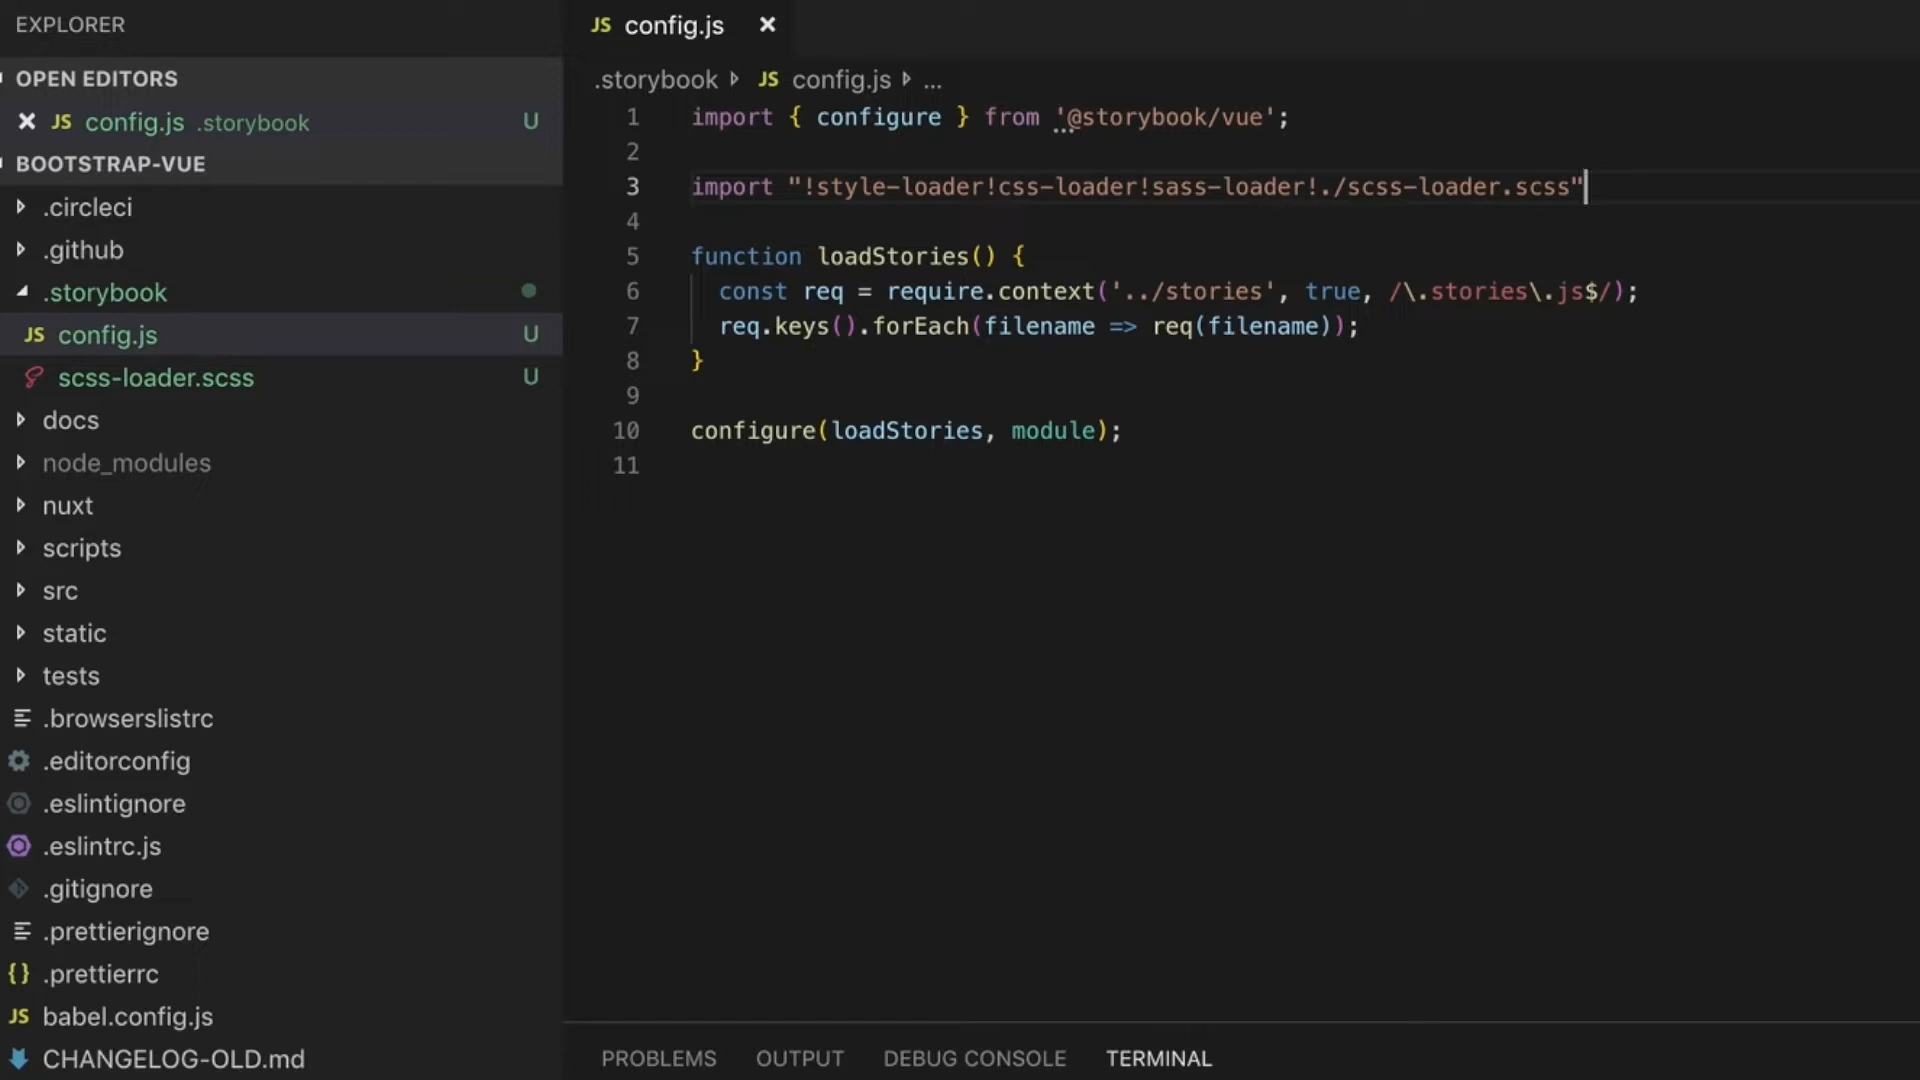 EXPLORER
OPEN EDITORS
JS config.js .storybook U
BOOTSTRAP-VUE
.circleci
.github
.storybook
JS config.js U
scss-loader.scss U
docs
node_modules
nuxt
scripts
src
static
tests
.browserslistrc
.editorconfig
.eslintignore
.eslintrc.js
.gitignore
.prettierignore
{} .prettierrc
JS babel.config.js
CHANGELOG-OLD.md
JS config.js
.storybook JS config.js ...
1 import { configure } from '@storybook/vue';
2
3 import "!style-loader!css-loader!sass-loader!./scss-loader.scss"
4
5 function loadStories() {
6 const req = require.context('../stories', true, /\.stories\.js$/);
7 req.keys().forEach(filename => req(filename));
8 }
9
10 configure(loadStories, module);
11
PROBLEMS OUTPUT DEBUG CONSOLE TERMINAL